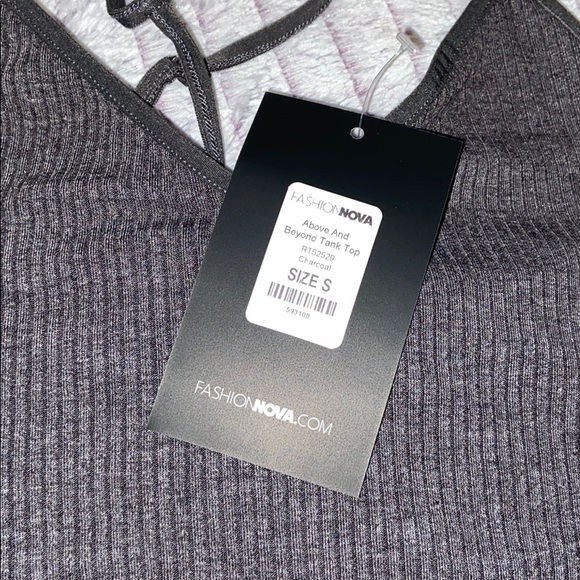 FASHIONNOVA
Above And
Beyond Tank Top
RT52529
Charcoal
SIZE S
593108
FASHIONNOVA.COM